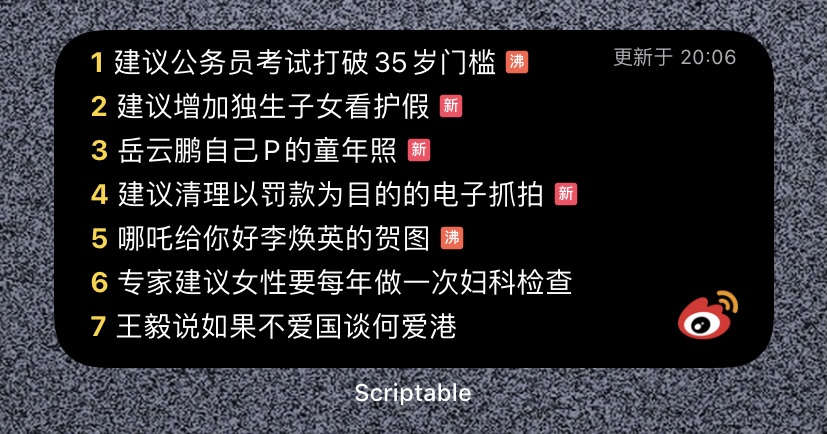 1 建议公务员考试打破35岁门槛 沸 更新于 20:06
2 建议增加独生子女看护假 新
3 岳云鹏自己P的童年照 新
4 建议清理以罚款为目的的电子抓拍 新
5 哪吒给你好李焕英的贺图 沸
6 专家建议女性要每年做一次妇科检查
7 王毅说如果不爱国谈何爱港
Scriptable